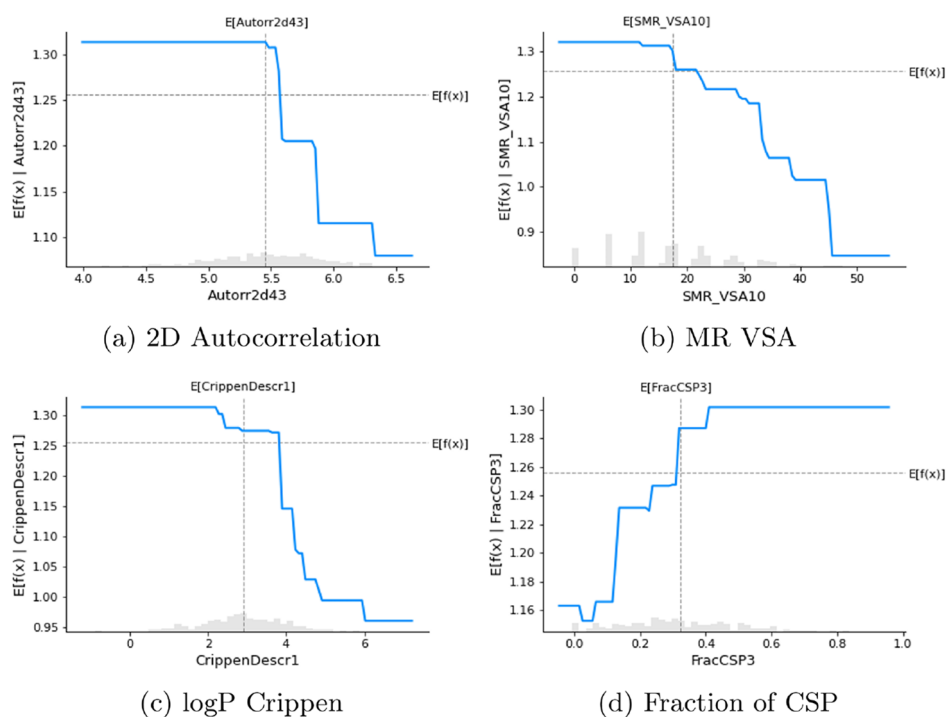 E[Autorr2d43]
E[f(x) | Autorr2d43]
1.30
1.25
1.20
1.15
1.10
E[f(x)]
4.0 4.5 5.0 5.5 6.0 6.5
Autorr2d43
(a) 2D Autocorrelation
E[SMR_VSA10]
E[f(x) | SMR_VSA10]
1.3
1.2
1.1
1.0
0.9
E[f(x)]
0 10 20 30 40 50
SMR_VSA10
(b) MR VSA
E[CrippenDescr1]
E[f(x) | CrippenDescr1]
1.30
1.25
1.20
1.15
1.10
1.05
1.00
0.95
E[f(x)]
0 2 4 6
CrippenDescr1
(c) logP Crippen
E[FracCSP3]
E[f(x) | FracCSP3]
1.30
1.28
1.26
1.24
1.22
1.20
1.18
1.16
E[f(x)]
0.0 0.2 0.4 0.6 0.8 1.0
FracCSP3
(d) Fraction of CSP